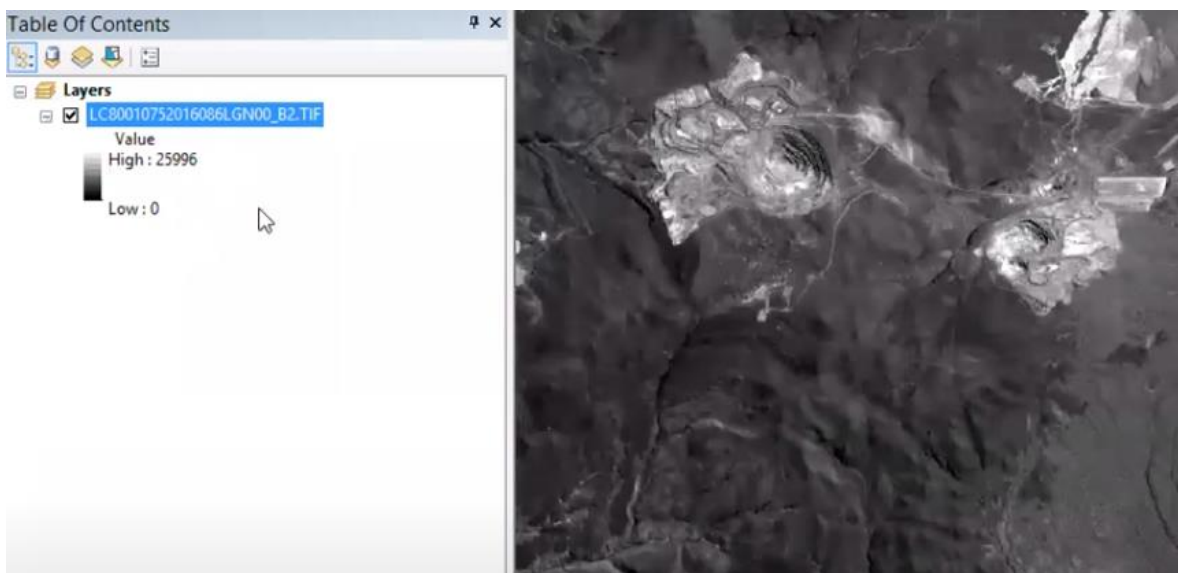 Table Of Contents
Layers
LC80010752016086LGN00_B2.TIF
Value
High : 25996
Low : 0